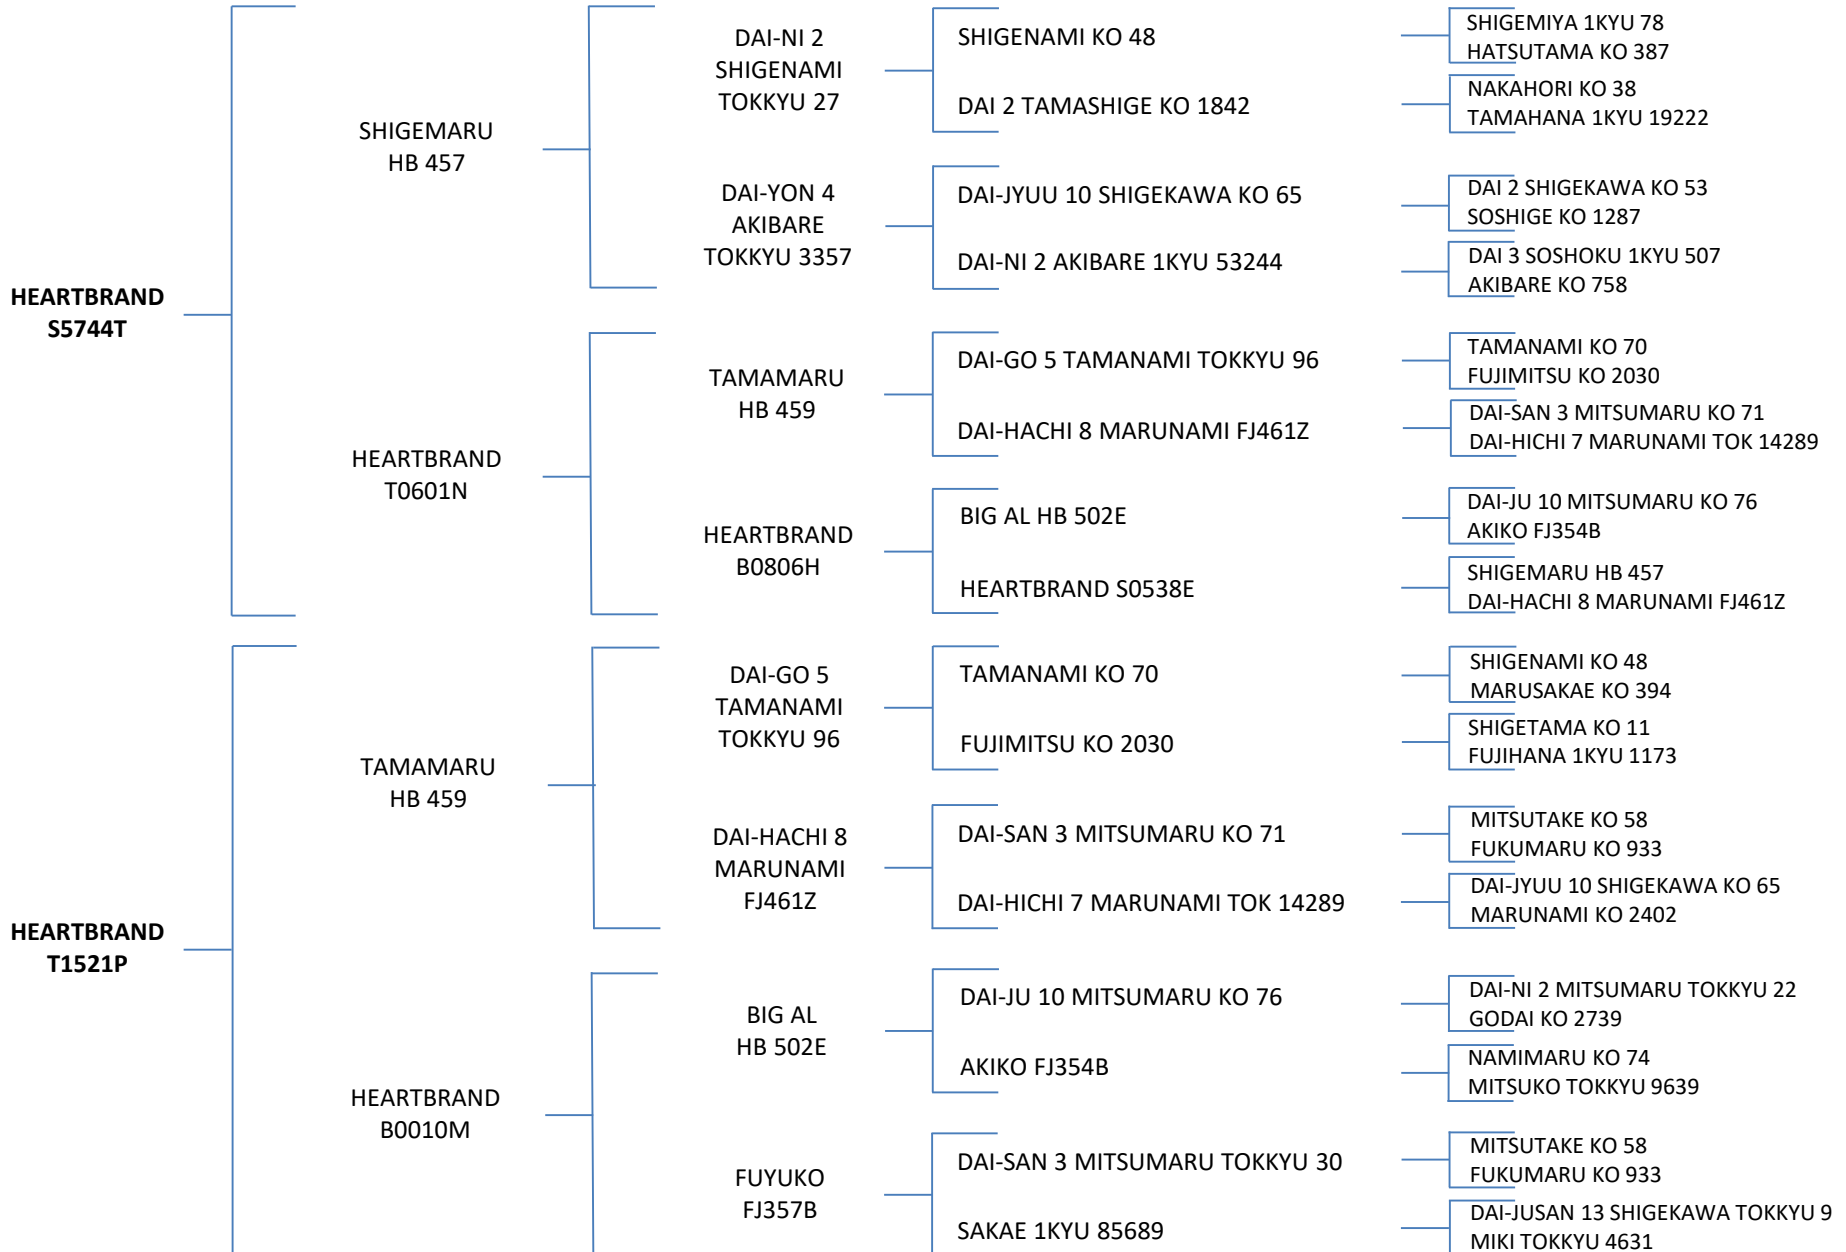 HEARTBRAND
S5744T
SHIGEMARU
HB 457
DAI-NI 2
SHIGENAMI
TOKKYU 27
SHIGENAMI KO 48
SHIGEMIYA 1KYU 78
HATSUTAMA KO 387
DAI 2 TAMASHIGE KO 1842
NAKAHORI KO 38
TAMAHANA 1KYU 19222
DAI-YON 4
AKIBARE
TOKKYU 3357
DAI-JYUU 10 SHIGEKAWA KO 65
DAI 2 SHIGEKAWA KO 53
SOSHIGE KO 1287
DAI-NI 2 AKIBARE 1KYU 53244
DAI 3 SOSHOKU 1KYU 507
AKIBARE KO 758
HEARTBRAND
T0601N
TAMAMARU
HB 459
DAI-GO 5 TAMANAMI TOKKYU 96
TAMANAMI KO 70
FUJIMITSU KO 2030
DAI-HACHI 8 MARUNAMI FJ461Z
DAI-SAN 3 MITSUMARU KO 71
DAI-HICHI 7 MARUNAMI TOK 14289
HEARTBRAND
B0806H
BIG AL HB 502E
DAI-JU 10 MITSUMARU KO 76
AKIKO FJ354B
HEARTBRAND S0538E
SHIGEMARU HB 457
DAI-HACHI 8 MARUNAMI FJ461Z
HEARTBRAND
T1521P
TAMAMARU
HB 459
DAI-GO 5
TAMANAMI
TOKKYU 96
TAMANAMI KO 70
SHIGENAMI KO 48
MARUSAKAE KO 394
FUJIMITSU KO 2030
SHIGETAMA KO 11
FUJIHANA 1KYU 1173
DAI-HACHI 8
MARUNAMI
FJ461Z
DAI-SAN 3 MITSUMARU KO 71
MITSUTAKE KO 58
FUKUMARU KO 933
DAI-HICHI 7 MARUNAMI TOK 14289
DAI-JYUU 10 SHIGEKAWA KO 65
MARUNAMI KO 2402
HEARTBRAND
B0010M
BIG AL
HB 502E
DAI-JU 10 MITSUMARU KO 76
DAI-NI 2 MITSUMARU TOKKYU 22
GODAI KO 2739
AKIKO FJ354B
NAMIMARU KO 74
MITSUKO TOKKYU 9639
FUYUKO
FJ357B
DAI-SAN 3 MITSUMARU TOKKYU 30
MITSUTAKE KO 58
FUKUMARU KO 933
SAKAE 1KYU 85689
DAI-JUSAN 13 SHIGEKAWA TOKKYU 9
MIKI TOKKYU 4631